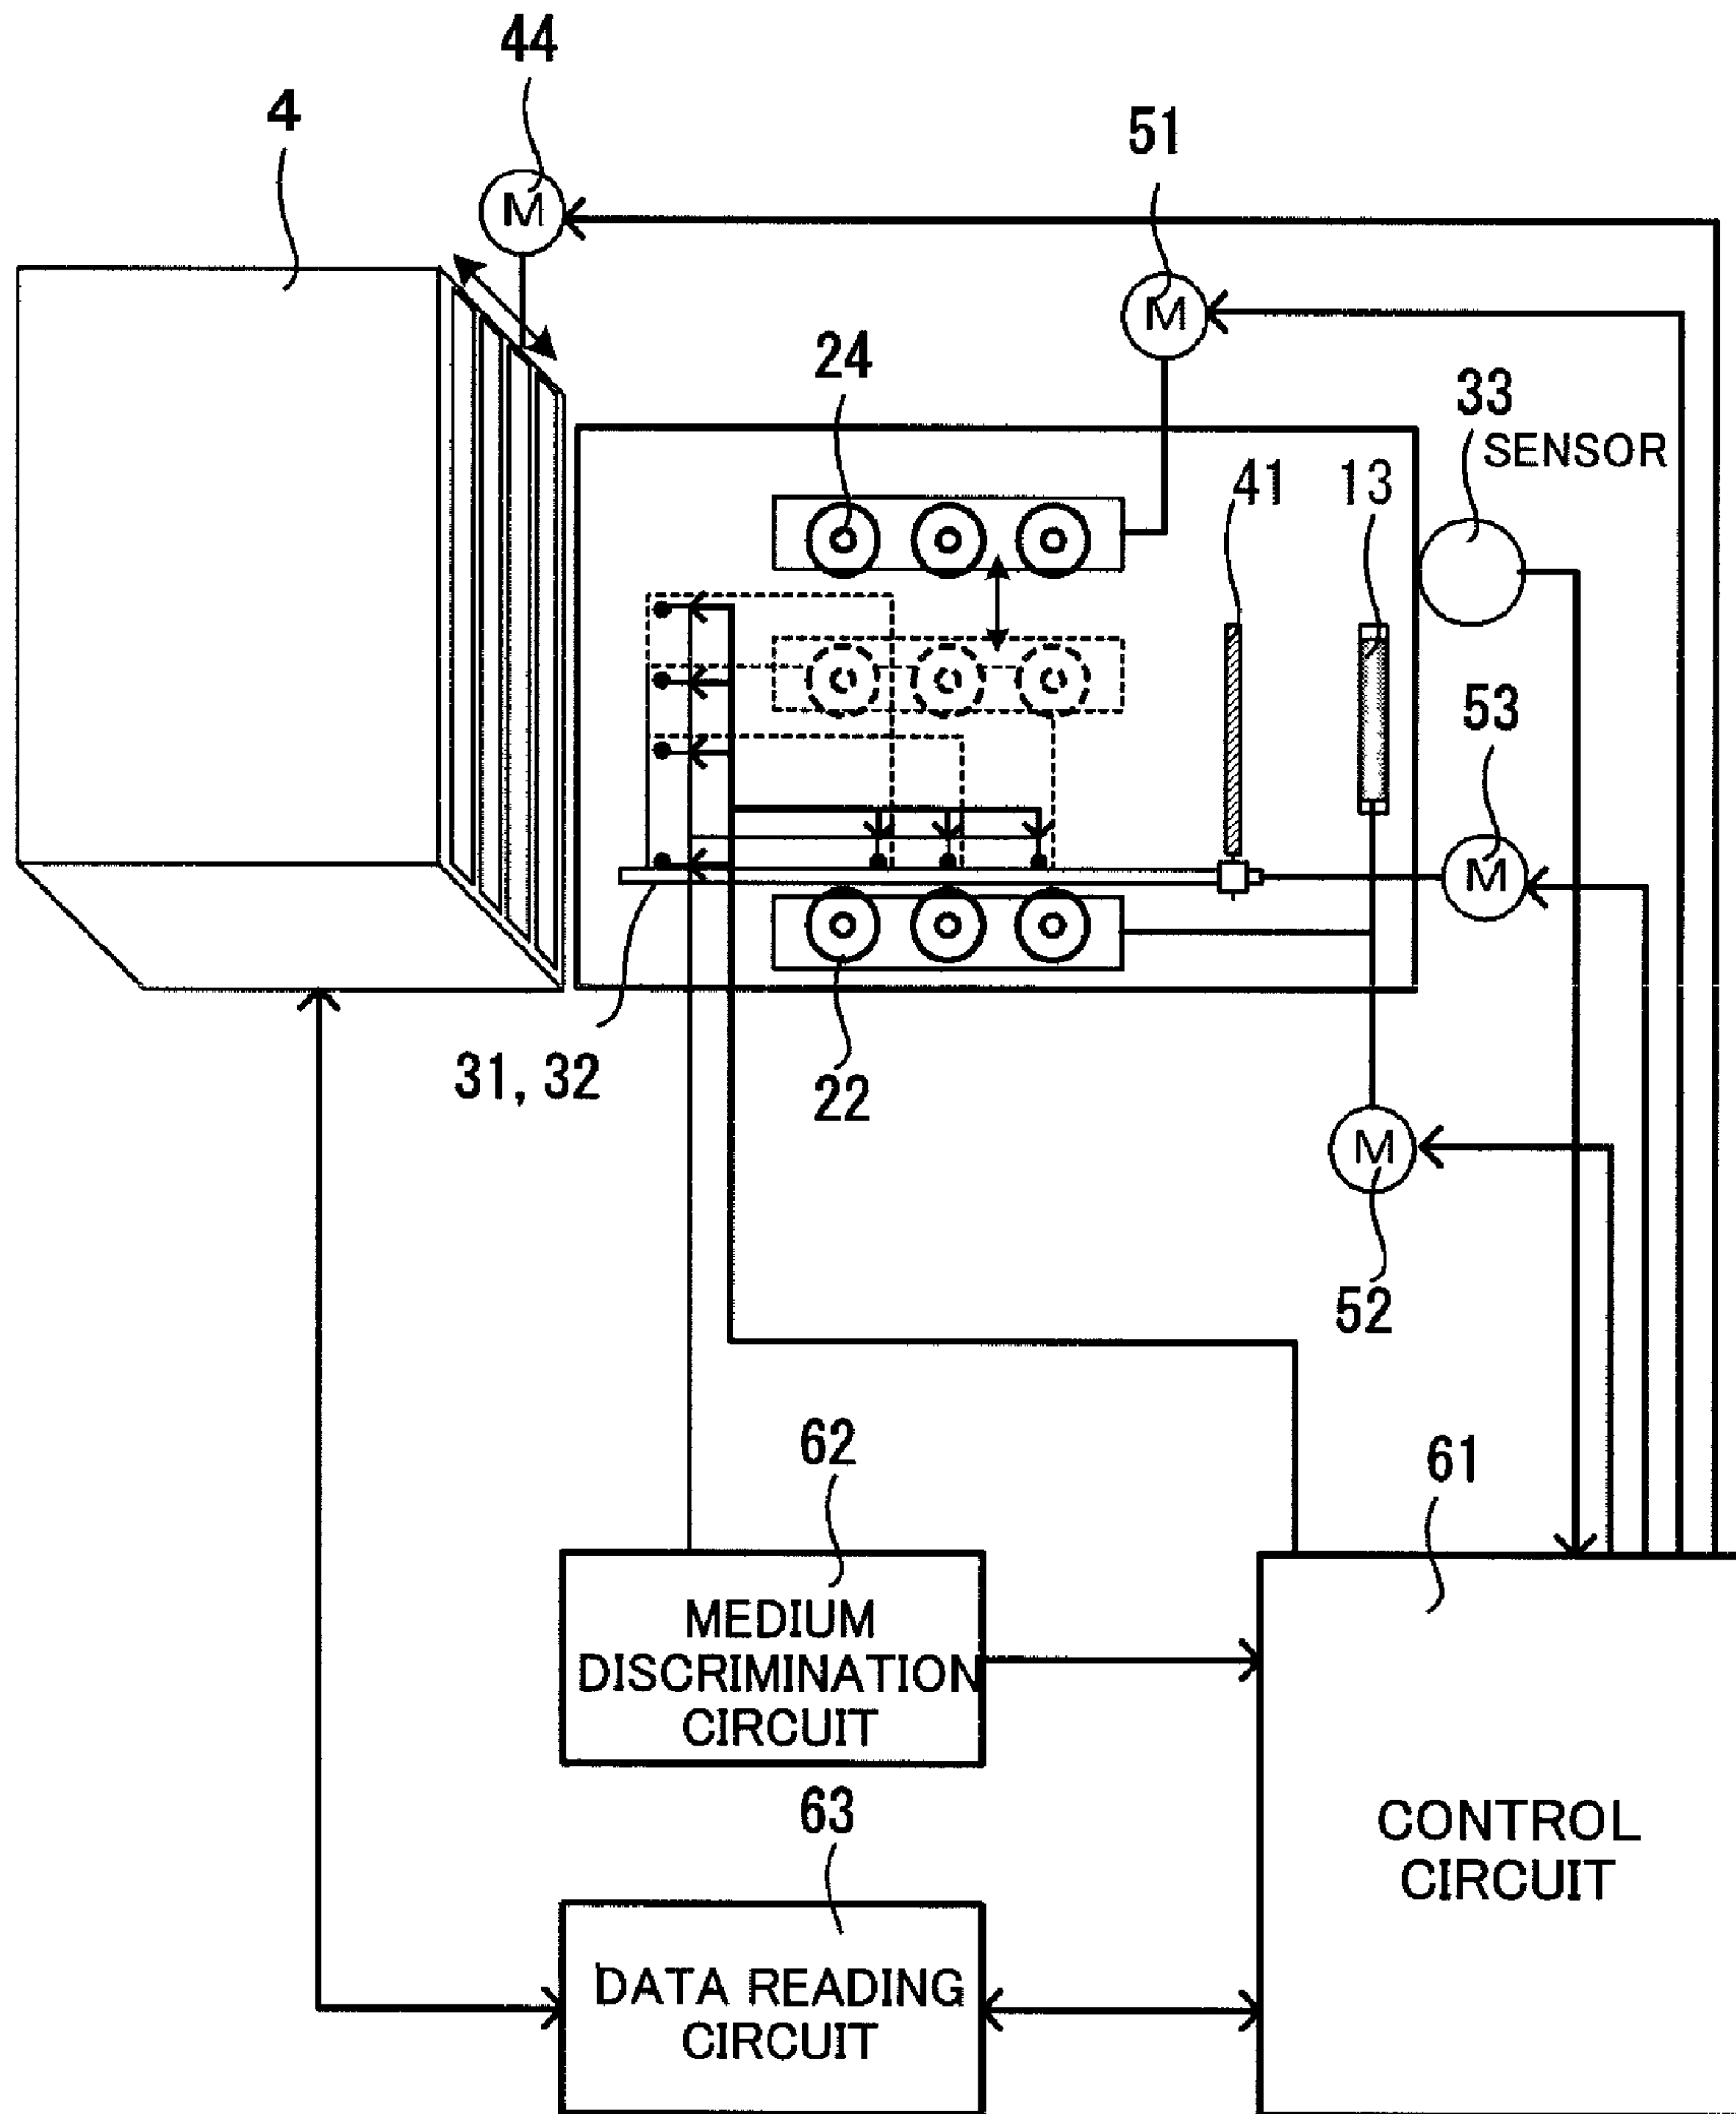 44
4
M
51
M
24
33
SENSOR
41
13
53
M
31, 32
22
M
52
62
61
MEDIUM
DISCRIMINATION
CIRCUIT
63
CONTROL
CIRCUIT
DATA READING
CIRCUIT